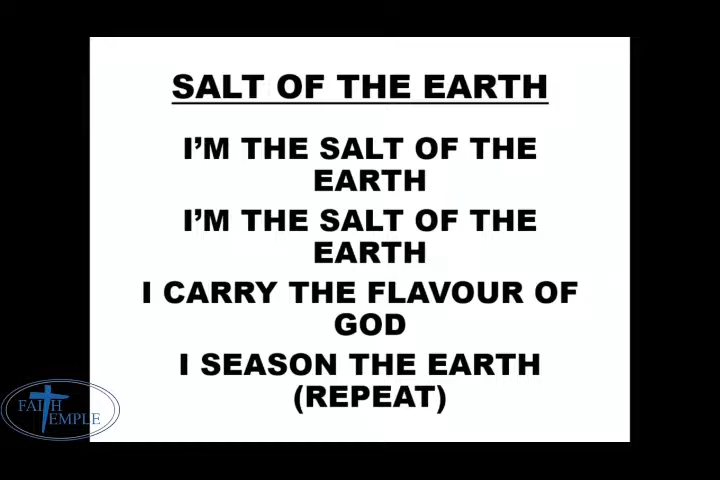 SALT OF THE EARTH
I'M THE SALT OF THE
EARTH
I'M THE SALT OF THE
EARTH
I CARRY THE FLAVOUR OF
GOD
I SEASON THE EARTH
(REPEAT)
FAITH
TEMPLE